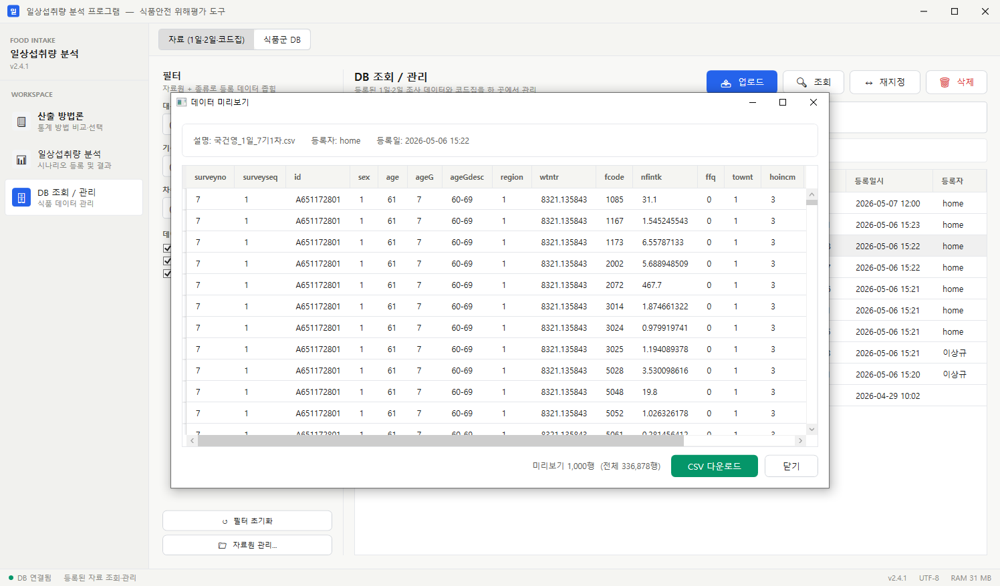 일 일상섭취량 분석 프로그램 — 식품안전 위해평가 도구
FOOD INTAKE
일상섭취량 분석
v2.4.1
WORKSPACE
산출 방법론
통계 방법 비교·선택
일상섭취량 분석
시나리오 등록 및 결과
DB 조회 / 관리
식품 데이터 관리
자료 (1일·2일·코드집) 식품군 DB
필터
자료원 + 종류로 등록 데이터 좁힘
DB 조회 / 관리
등록된 1일·2일 조사 데이터와 코드집을 한 곳에서 관리
업로드 조회 ↔ 재지정 삭제
데이터 미리보기
설명: 국건영_1일_7기1차.csv 등록자: home 등록일: 2026-05-06 15:22
surveyno surveyseq id sex age ageG ageGdesc region wtntr fcode nfintk ffq townt hoincm
7 1 A651172801 1 61 7 60-69 1 8321.135843 1085 31.1 0 1 3
7 1 A651172801 1 61 7 60-69 1 8321.135843 1167 1.545245543 0 1 3
7 1 A651172801 1 61 7 60-69 1 8321.135843 1173 6.55787133 0 1 3
7 1 A651172801 1 61 7 60-69 1 8321.135843 2002 5.688948509 0 1 3
7 1 A651172801 1 61 7 60-69 1 8321.135843 2072 467.7 0 1 3
7 1 A651172801 1 61 7 60-69 1 8321.135843 3014 1.874661322 0 1 3
7 1 A651172801 1 61 7 60-69 1 8321.135843 3024 0.979919741 0 1 3
7 1 A651172801 1 61 7 60-69 1 8321.135843 3025 1.194089378 0 1 3
7 1 A651172801 1 61 7 60-69 1 8321.135843 5028 3.530098616 0 1 3
7 1 A651172801 1 61 7 60-69 1 8321.135843 5048 19.8 0 1 3
7 1 A651172801 1 61 7 60-69 1 8321.135843 5052 1.026326178 0 1 3
7 1 A651172801 1 61 7 60-69 1 8321.135843 5061 0.281456412 0 1 3
미리보기 1,000행 (전체 336,878행) CSV 다운로드 닫기
등록일시 등록자
2026-05-07 12:00 home
2026-05-06 15:23 home
2026-05-06 15:22 home
2026-05-06 15:22 home
2026-05-06 15:21 home
2026-05-06 15:21 home
2026-05-06 15:21 home
2026-05-06 15:21 이상규
2026-05-06 15:20 이상규
2026-04-29 10:02
↺ 필터 초기화
자료원 관리...
DB 연결됨 등록된 자료 조회·관리
v2.4.1 UTF-8 RAM 31 MB